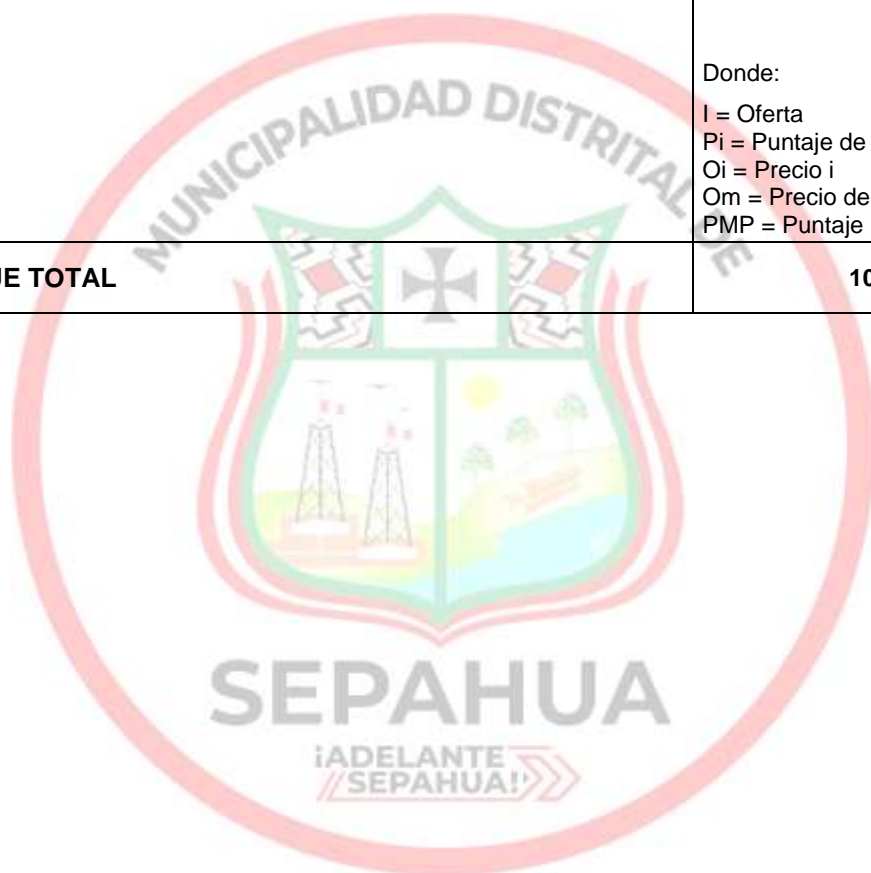 Donde:
I = Oferta
Pi = Puntaje de
Oi = Precio i
Om = Precio de
PMP = Puntaje
JE TOTAL 10
MUNICIPALIDAD DISTRITAL DE
SEPAHUA
¡ADELANTE
SEPAHUA!